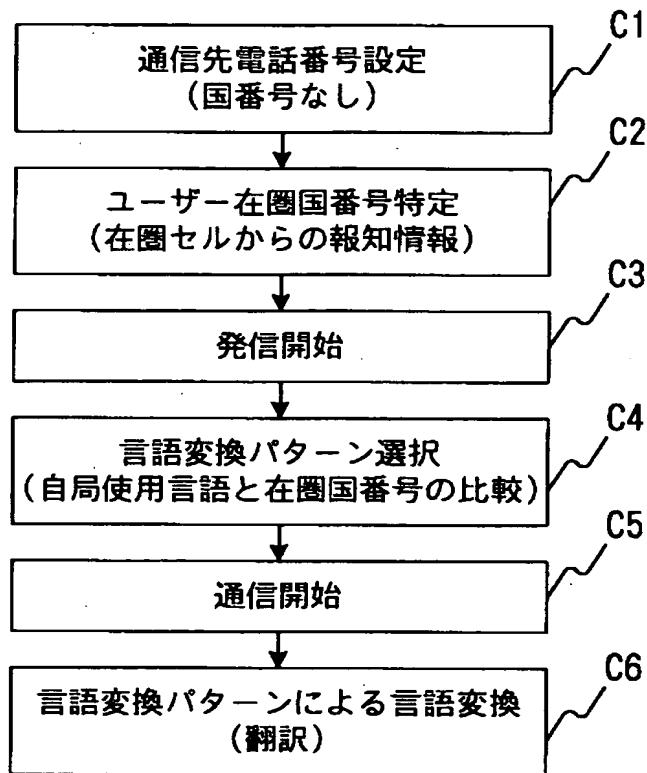 C1
通信先電話番号設定
(国番号なし)
C2
ユーザー在圏国番号特定
(在圏セルからの報知情報)
C3
発信開始
C4
言語変換パターン選択
(自局使用言語と在圏国番号の比較)
C5
通信開始
C6
言語変換パターンによる言語変換
(翻訳)